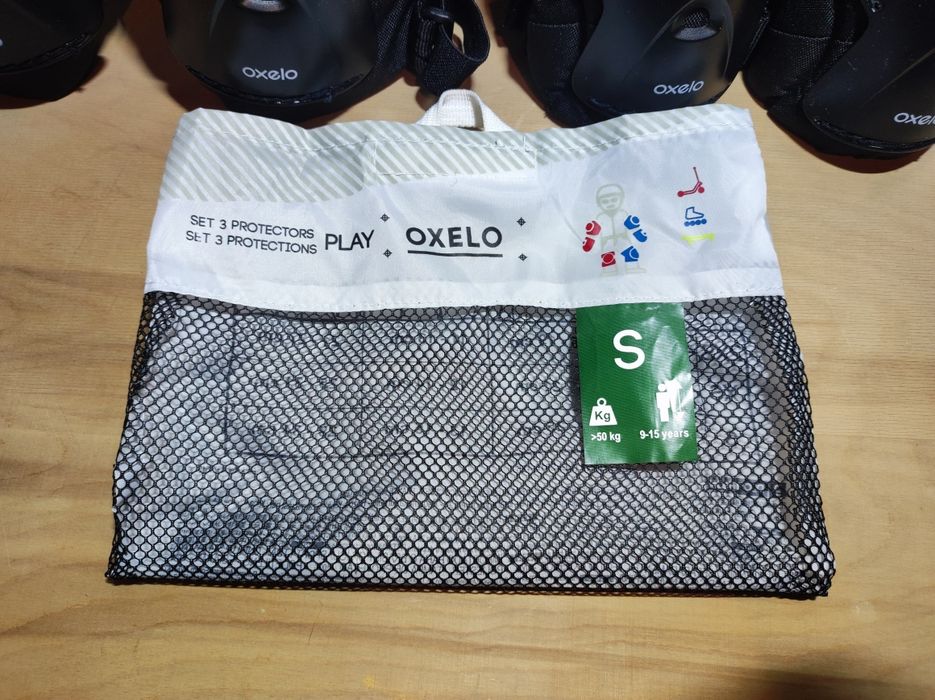 oxelo
oxelo
oxelo
SET 3 PROTECTORS
SET 3 PROTECTIONS
PLAY
OXELO
S
Kg
>50 kg
9-15 years